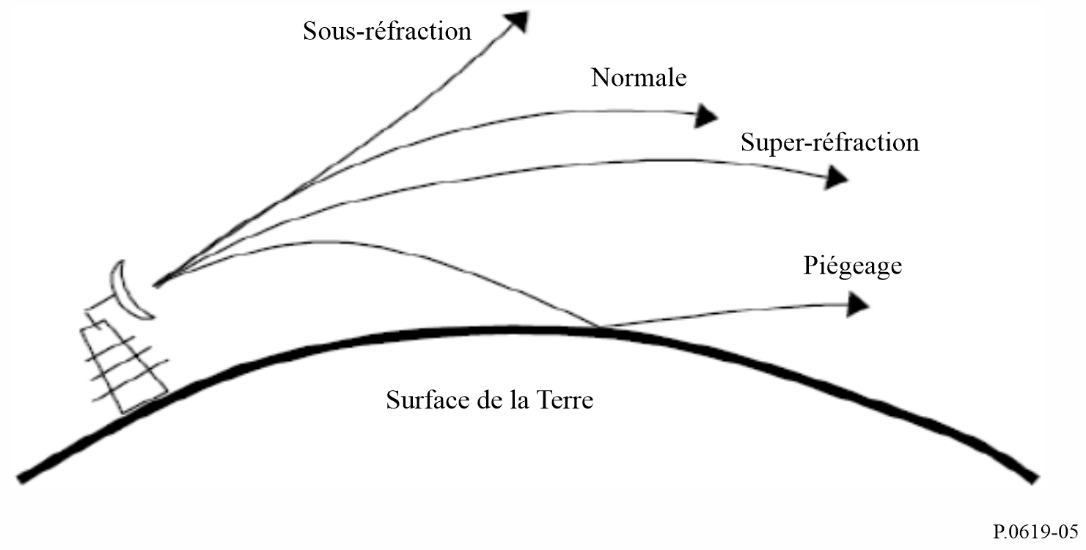 Sous-réfraction
Normale
Super-réfraction
Piégeage
Surface de la Terre
P.0619-05